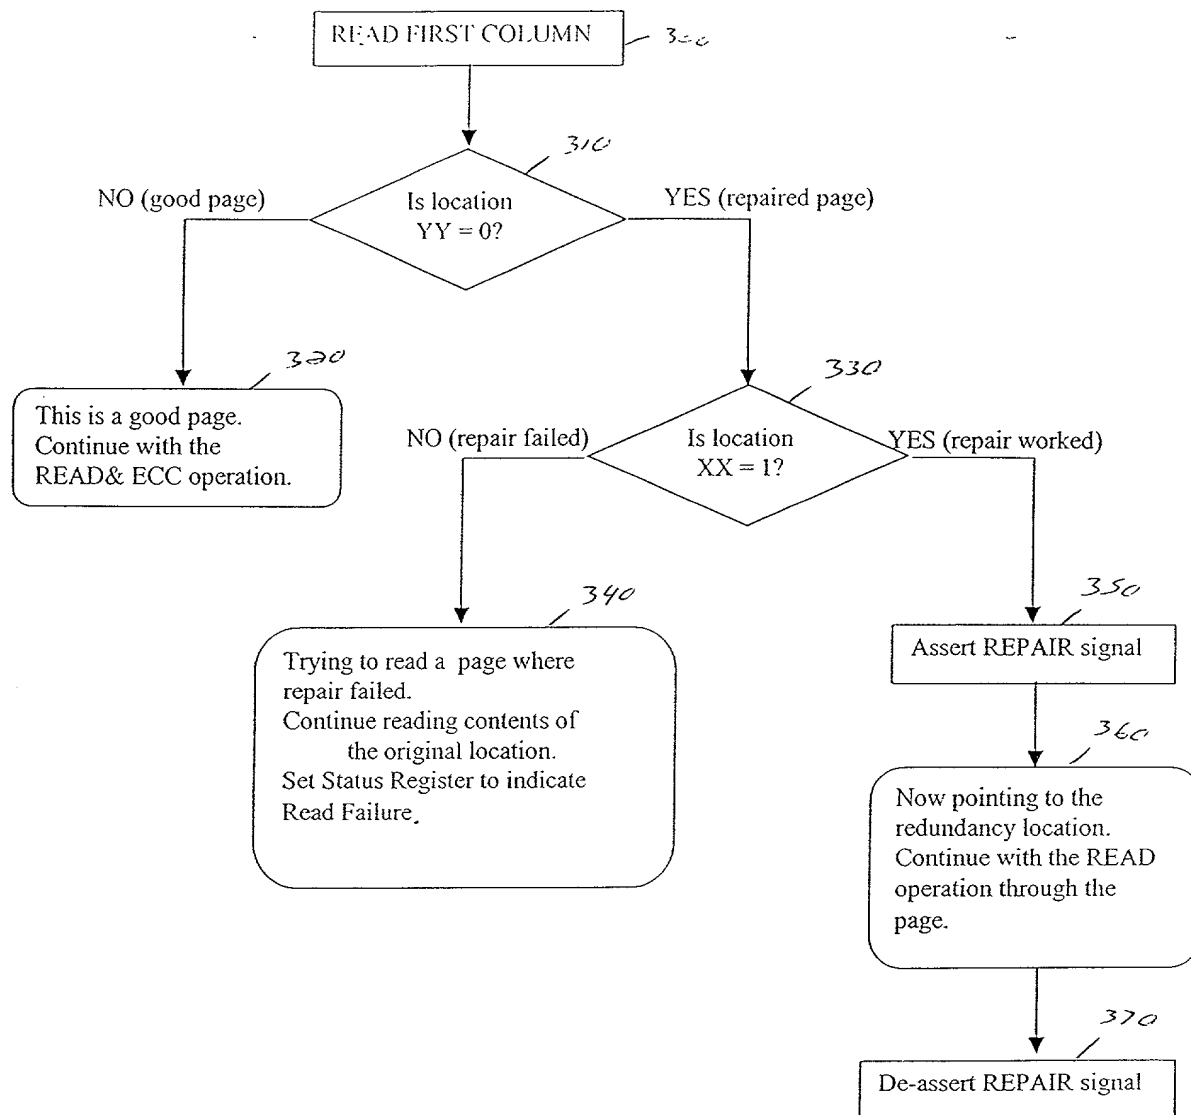 READ FIRST COLUMN
300
310
NO (good page)
Is location
YY = 0?
YES (repaired page)
320
This is a good page.
Continue with the
READ& ECC operation.
330
NO (repair failed)
Is location
XX = 1?
YES (repair worked)
340
Trying to read a page where
repair failed.
Continue reading contents of
the original location.
Set Status Register to indicate
Read Failure.
350
Assert REPAIR signal
360
Now pointing to the
redundancy location.
Continue with the READ
operation through the
page.
370
De-assert REPAIR signal